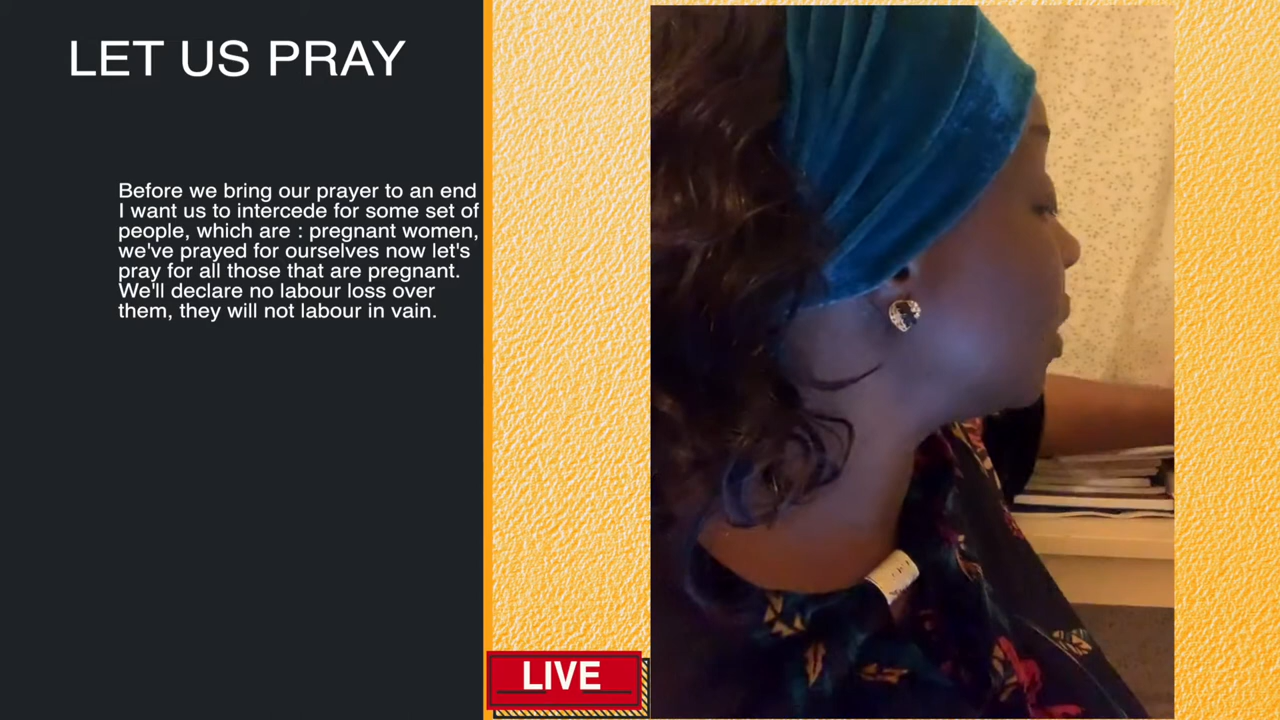 LET US PRAY
Before we bring our prayer to an end
I want us to intercede for some set of
people, which are : pregnant women,
we've prayed for ourselves now let's
pray for all those that are pregnant.
We'll declare no labour loss over
them, they will not labour in vain.
LIVE